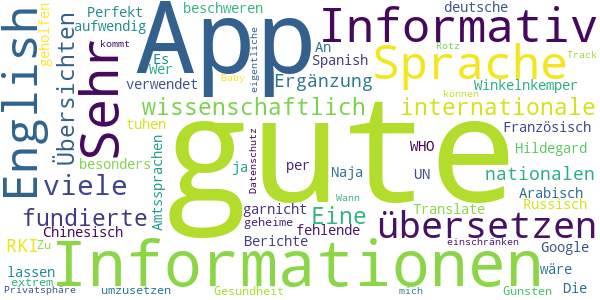 English
Übersichten
geholfen
Perfekt
aufwendig
Sehr
App
beschweren
Es
Wer
verwendet
eigentliche
Baby
deutsche
Informativ
An
Spanish
Rotz
Track
kommt
Sprache
können
Ergänzung
Winkelnkemper
wissenschaftlich
internationale
tuhen
besonders
viele
Amtssprachen
gute
Französisch
WHO
Hildegard
ja
Datenschutz
per
Naja
UN
nationalen
Arabisch
Russisch
fundierte
Chinesisch
garnicht
geheime
Eine
fehlende
Wann
Translate
übersetzen
RKI
Zu
Berichte
einschränken
Google
lassen
extrem
Informationen
wäre
Privatsphäre
umzusetzen
Gesundheit
mich
Gunsten
Die